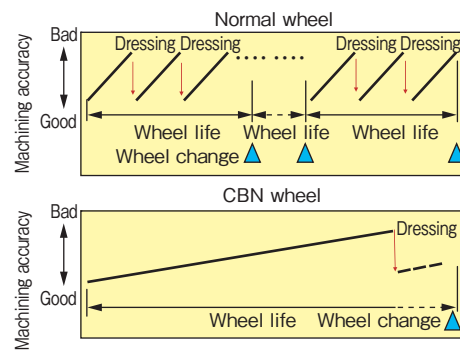 Normal wheel
Machining accuracy
Bad
Good
Dressing Dressing Dressing Dressing
Wheel life Wheel life Wheel life
Wheel change
CBN wheel
Machining accuracy
Bad
Good
Dressing
Wheel life Wheel change